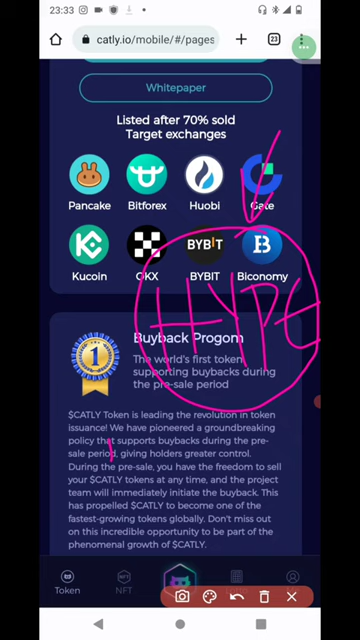 23:33
catly.io/mobile/#/pages
23
Whitepaper
Listed after 70% sold
Target exchanges
Pancake Bitforex Huobi Gate
BYBIT
Kucoin OKX BYBIT Biconomy
HYPE
Buyback Progom
The world's first token
supporting buybacks during
the pre-sale period
$CATLY Token is leading the revolution in token
issuance! We have pioneered a groundbreaking
policy that supports buybacks during the pre-
sale period, giving holders greater control.
During the pre-sale, you have the freedom to sell
your $CATLY tokens at any time, and the project
team will immediately initiate the buyback. This
has propelled $CATLY to become one of the
fastest-growing tokens globally. Don't miss out
on this incredible opportunity to be part of the
phenomenal growth of $CATLY.
Token NFT